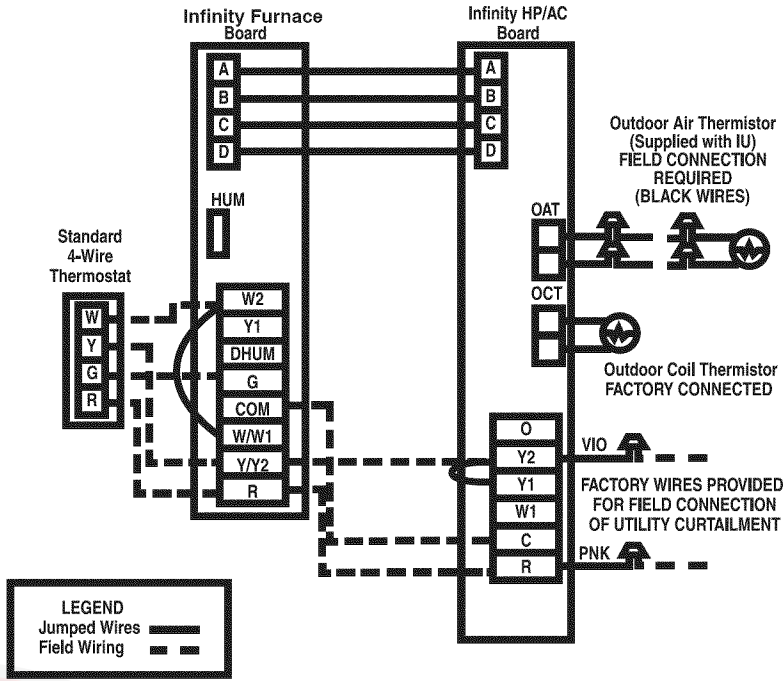 Infinity Furnace
Board
Infinity HP/AC
Board
A
B
C
D
A
B
C
D
Outdoor Air Thermistor
(Supplied with IU)
FIELD CONNECTION
REQUIRED
(BLACK WIRES)
HUM
OAT
Standard
4-Wire
Thermostat
W
Y
G
R
W2
Y1
DHUM
G
COM
W/W1
Y/Y2
R
OCT
Outdoor Coil Thermistor
FACTORY CONNECTED
O
Y2
Y1
W1
C
R
VIO
FACTORY WIRES PROVIDED
FOR FIELD CONNECTION
OF UTILITY CURTAILMENT
PNK
LEGEND
Jumped Wires
Field Wiring